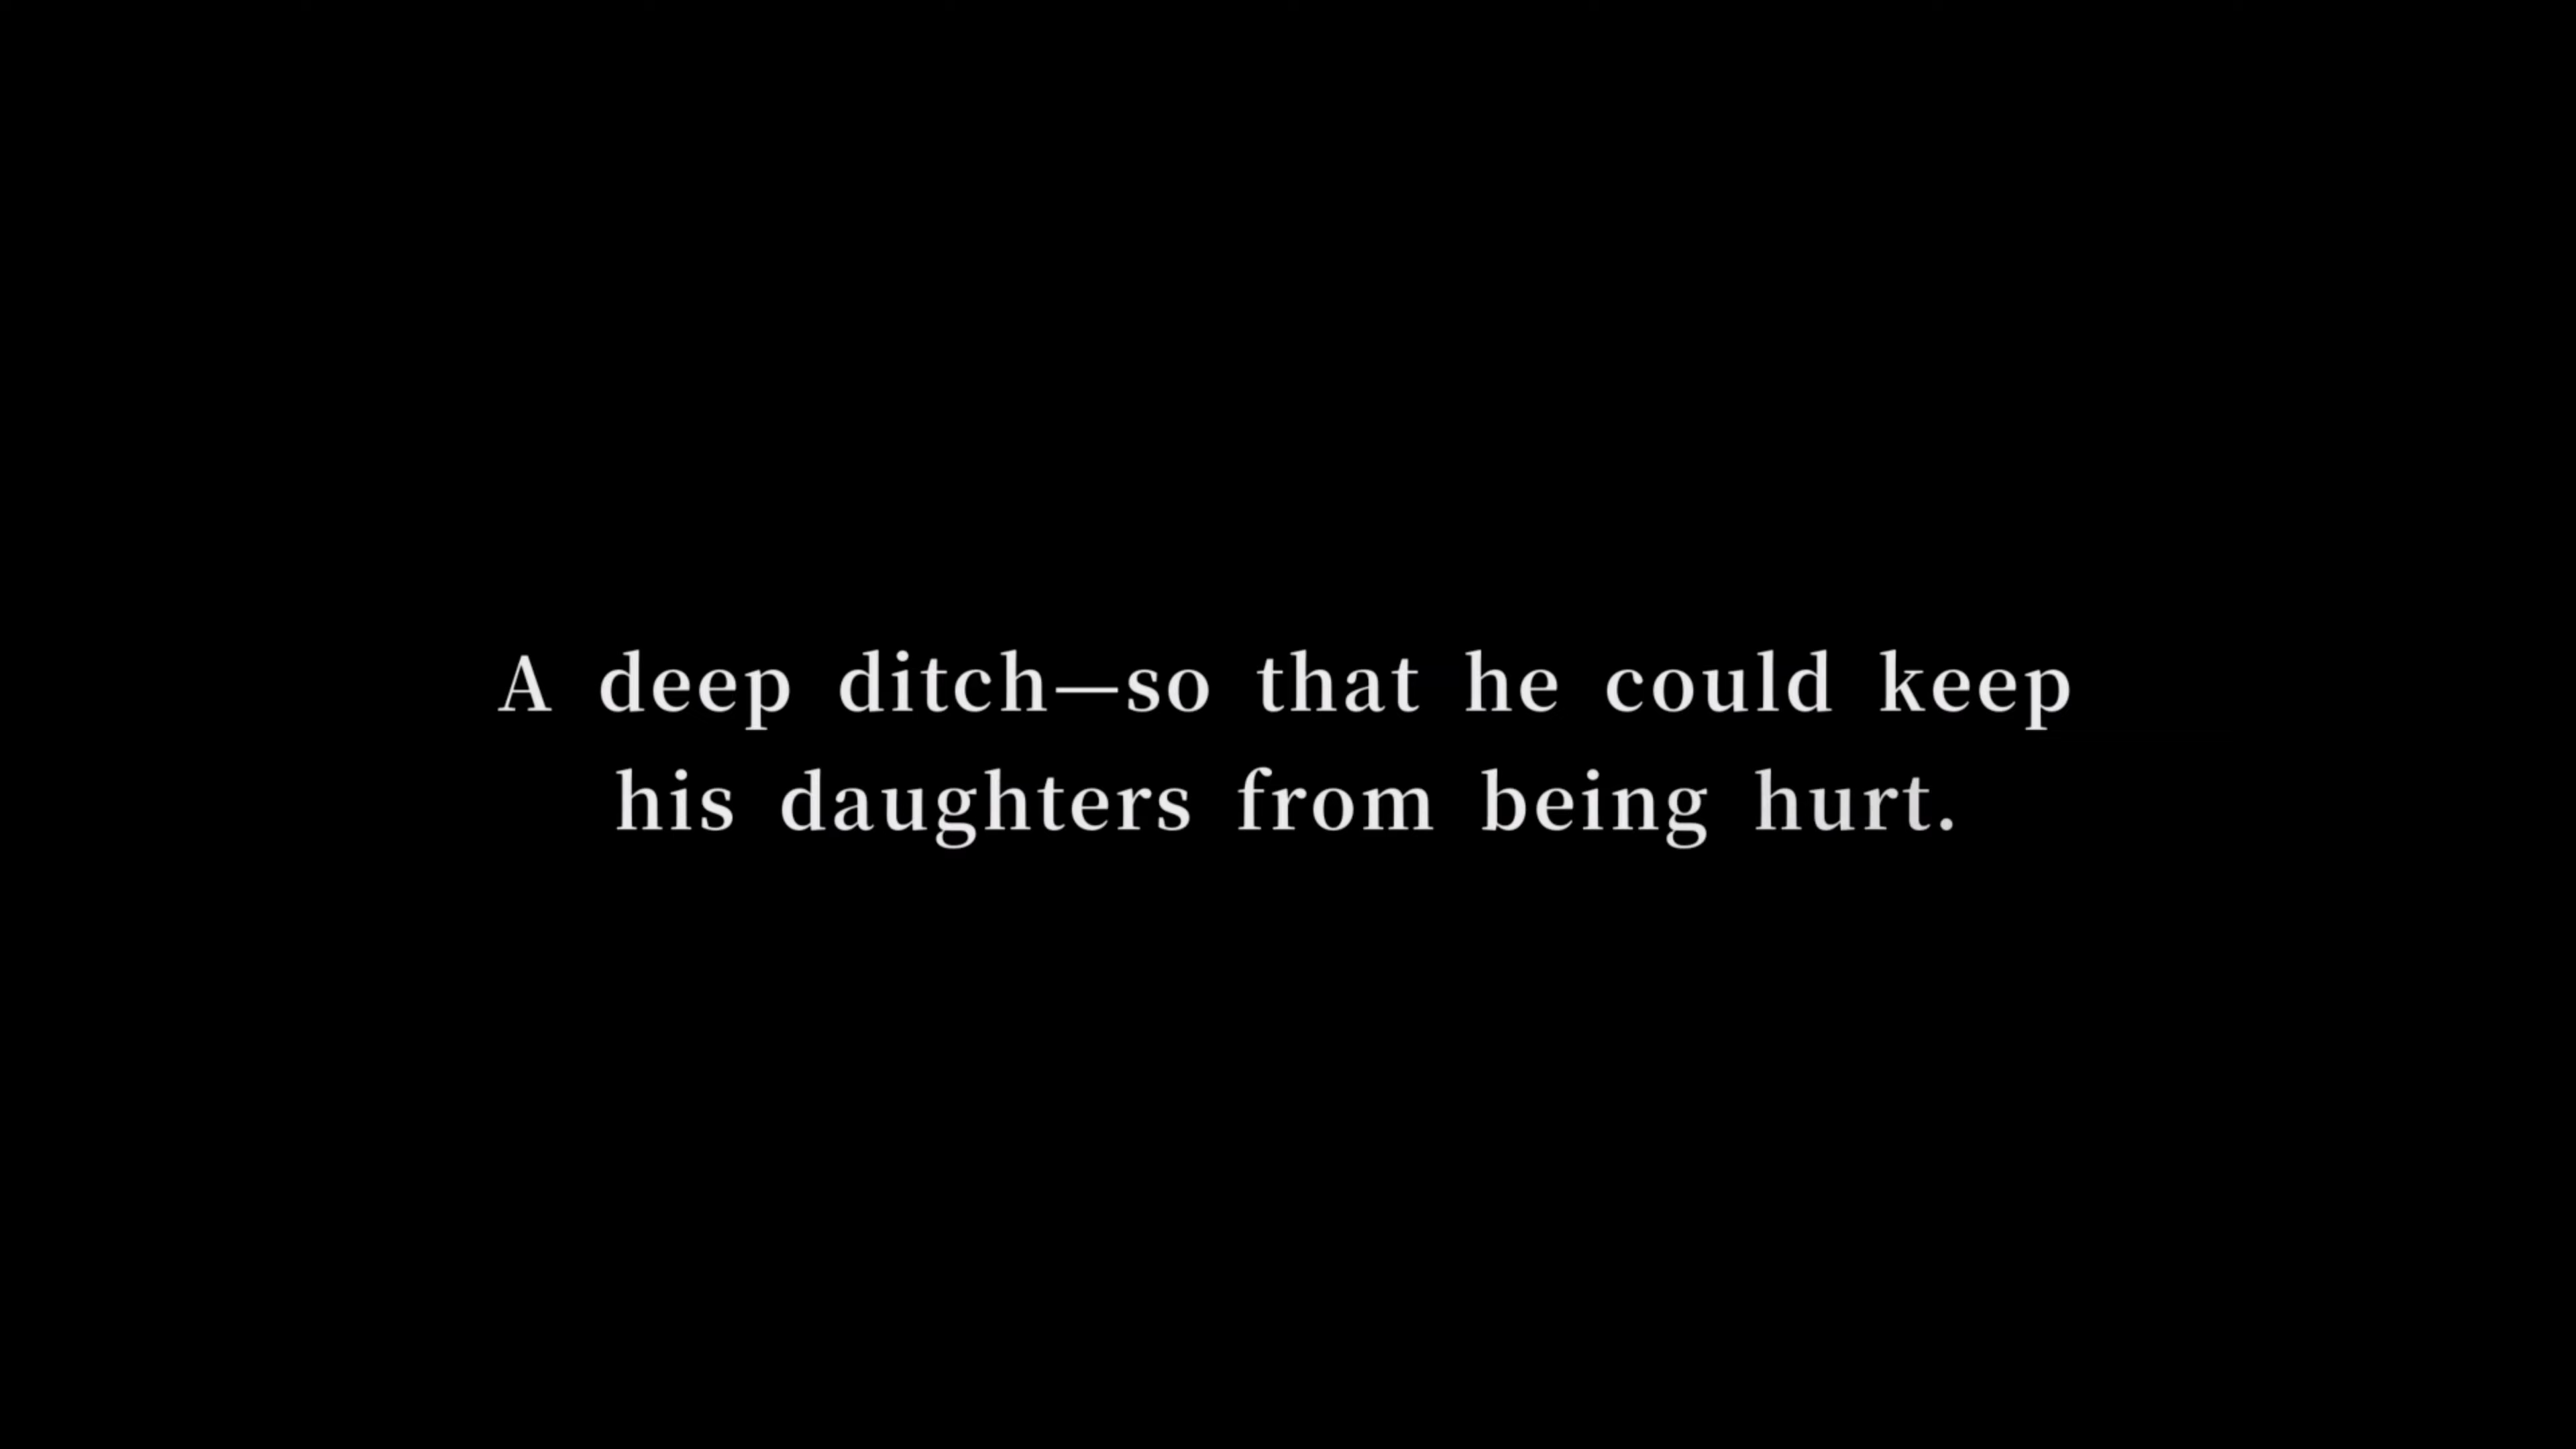 A deep ditch—so that he could keep
his daughters from being hurt.